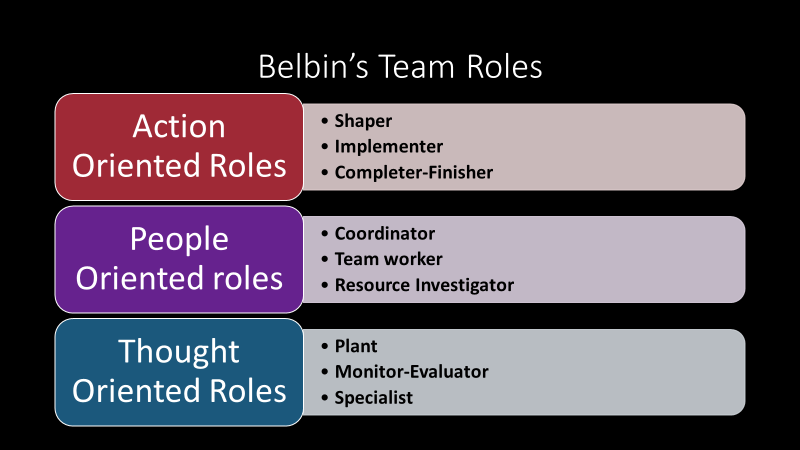 Belbin’s Team Roles
Action
Oriented Roles
• Shaper
• Implementer
• Completer-Finisher
People
Oriented roles
• Coordinator
• Team worker
• Resource Investigator
Thought
Oriented Roles
• Plant
• Monitor-Evaluator
• Specialist